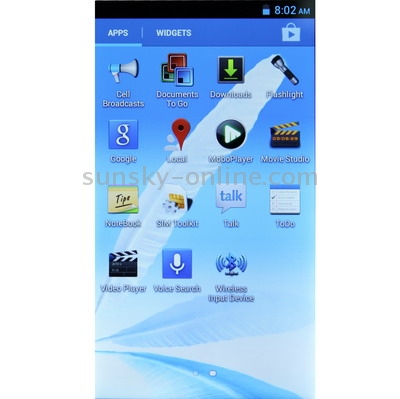 8:02 AM
APPS WIDGETS
Cell Broadcasts
Documents To Go
Downloads
Flashlight
g
Google
Local
MoboPlayer
Movie Studio
sunsky-online.com
Tips
NoteBook
SIM Toolkit
talk
Talk
ToDo
Video Player
Voice Search
Wireless Input Device